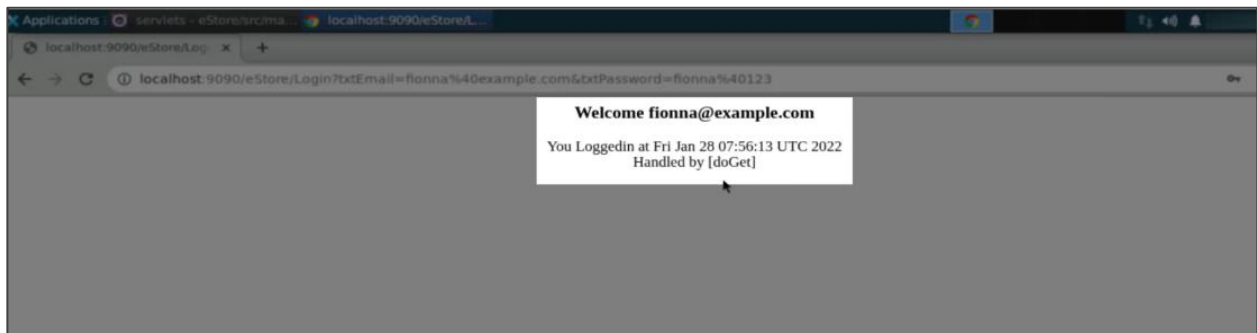 Applications : servlets - eStore/src/ma... localhost:9090/eStore/L...
localhost:9090/eStore/Log x +
localhost:9090/eStore/Login?txtEmail=fionna%40example.com&txtPassword=fionna%40123
Welcome fionna@example.com
You Loggedin at Fri Jan 28 07:56:13 UTC 2022
Handled by [doGet]